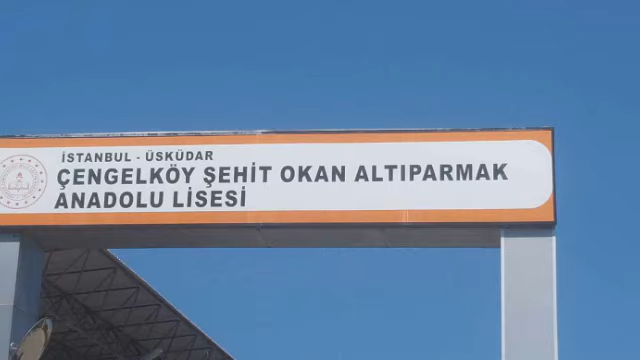 İSTANBUL - ÜSKÜDAR
ÇENGELKÖY ŞEHİT OKAN ALTIPARMAK
ANADOLU LİSESİ